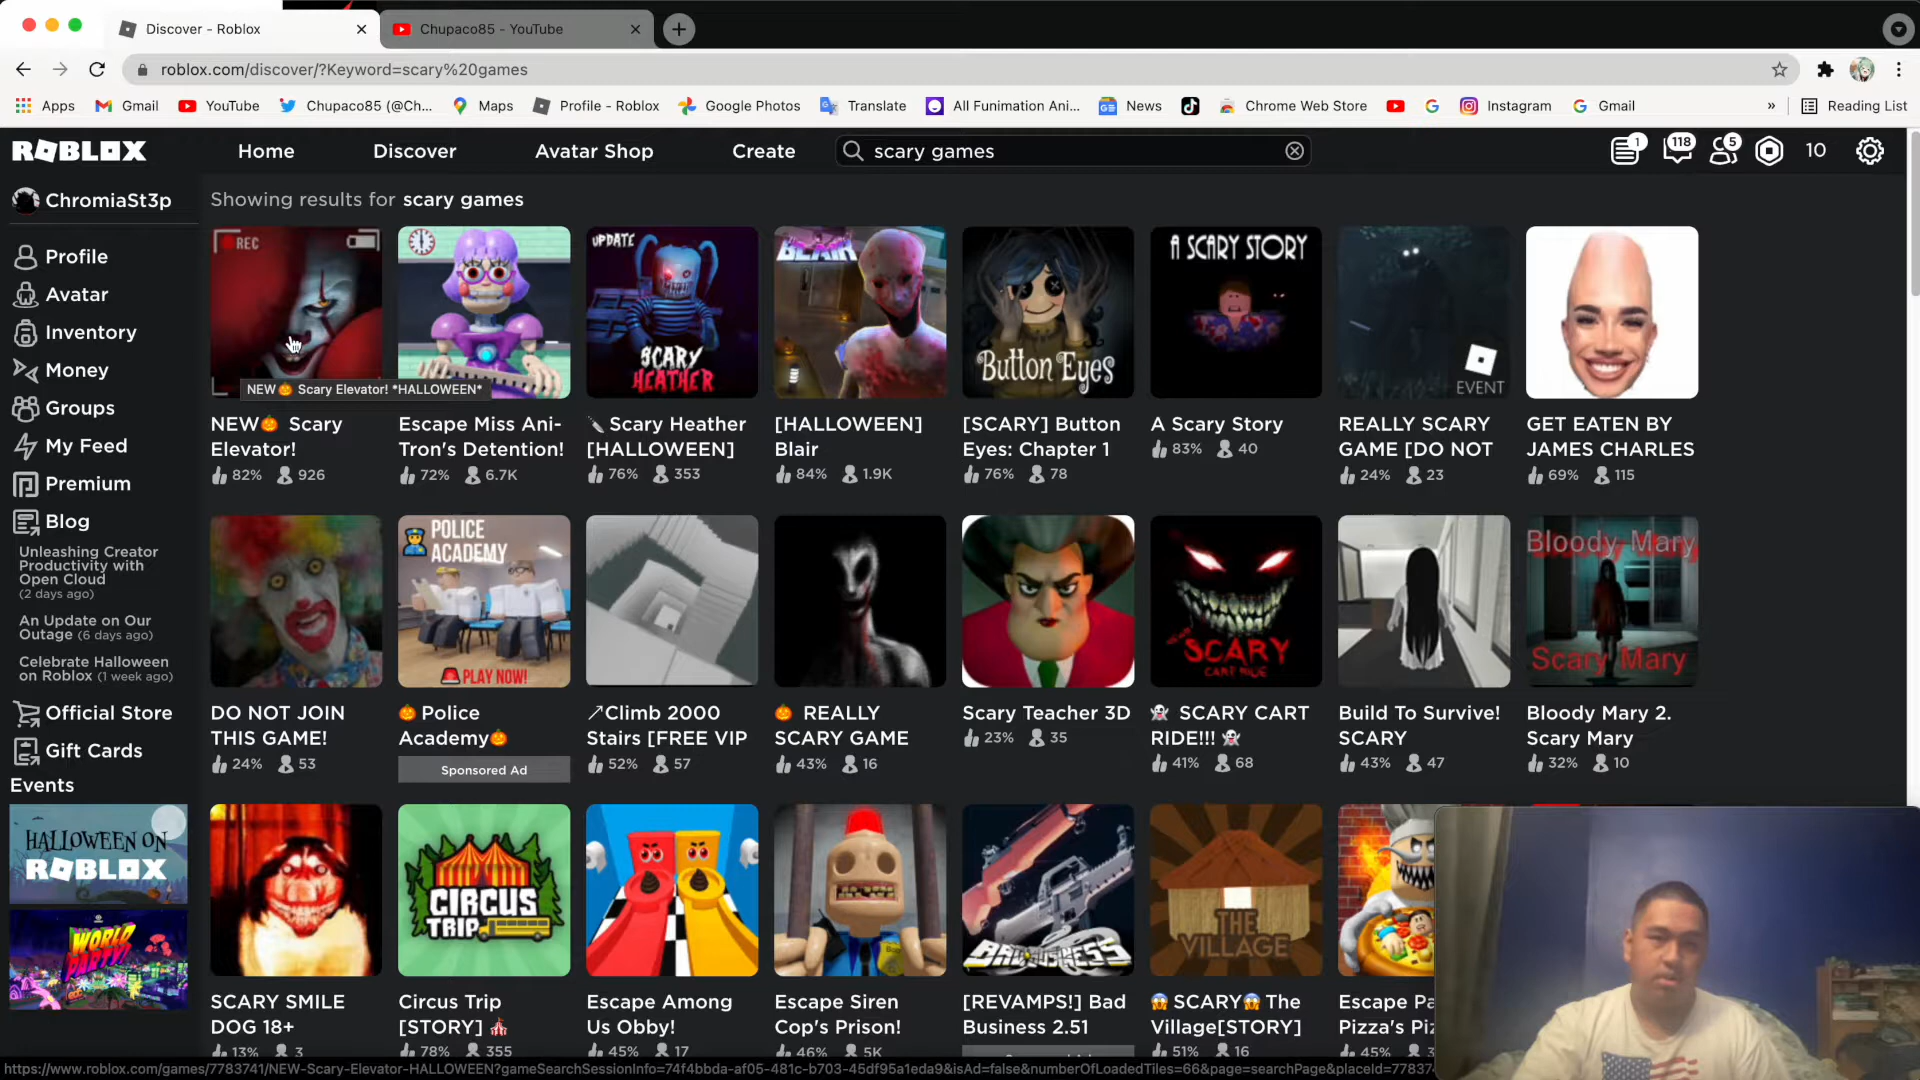 Discover - Roblox
Chupaco85 - YouTube
roblox.com/discover/?Keyword=scary%20games
Apps
Gmail
YouTube
Chupaco85 (@Ch...
Maps
Profile - Roblox
Google Photos
Translate
All Funimation Ani...
News
Chrome Web Store
Instagram
Gmail
»
Reading List
ROBLOX
Home
Discover
Avatar Shop
Create
scary games
1
118
5
10
ChromiaSt3p
Showing results for scary games
Profile
Avatar
Inventory
Money
Groups
My Feed
Premium
Blog
Unleashing Creator
Productivity with
Open Cloud
(2 days ago)
An Update on Our
Outage (6 days ago)
Celebrate Halloween
on Roblox (1 week ago)
Official Store
Gift Cards
Events
HALLOWEEN ON
ROBLOX
WORLD
PARTY!
REC
NEW🎃 Scary Elevator! *HALLOWEEN*
NEW🎃 Scary
Elevator!
82% 926
Escape Miss Ani-
Tron's Detention!
72% 6.7K
UPDATE
SCARY
HEATHER
🔪Scary Heather
[HALLOWEEN]
76% 353
BLAIR
[HALLOWEEN]
Blair
84% 1.9K
Button Eyes
[SCARY] Button
Eyes: Chapter 1
76% 78
A SCARY STORY
A Scary Story
83% 40
EVENT
REALLY SCARY
GAME [DO NOT
24% 23
GET EATEN BY
JAMES CHARLES
69% 115
DO NOT JOIN
THIS GAME!
24% 53
POLICE
ACADEMY
PLAY NOW!
🎃Police
Academy🎃
Sponsored Ad
↗Climb 2000
Stairs [FREE VIP
52% 57
🎃 REALLY
SCARY GAME
43% 16
Scary Teacher 3D
23% 35
SCARY
CART RIDE
👻 SCARY CART
RIDE!!! 👻
41% 68
Build To Survive!
SCARY
43% 47
Bloody Mary
Scary Mary
Bloody Mary 2.
Scary Mary
32% 10
SCARY SMILE
DOG 18+
13% 3
CIRCUS
TRIP
Circus Trip
[STORY] 🎪
78% 355
Escape Among
Us Obby!
45% 17
Escape Siren
Cop's Prison!
46% 5K
BAD BUSINESS
[REVAMPS!] Bad
Business 2.51
THE
VILLAGE
😱SCARY😱The
Village[STORY]
51% 16
Escape Pa
Pizza's Piz
45%
https://www.roblox.com/games/7783741/NEW-Scary-Elevator-HALLOWEEN?gameSearchSessionInfo=74f4bbda-af05-481c-b703-45df95a1eda9&isAd=false&numberOfLoadedTiles=66&page=searchPage&placeId=77837